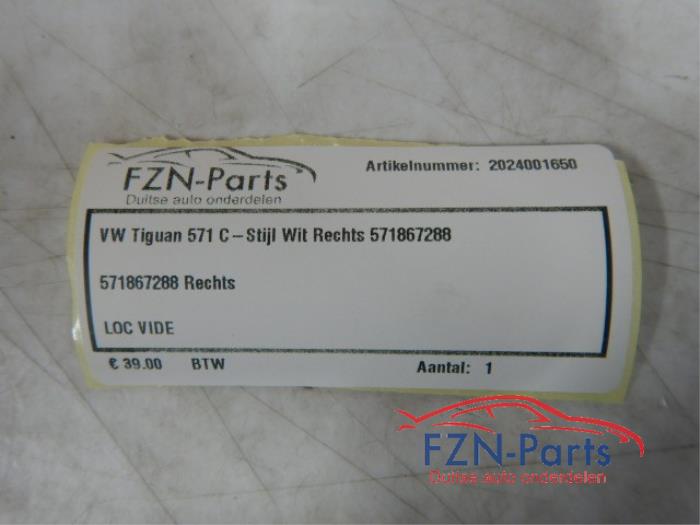 FZN-Parts
Duitse auto onderdelen
Artikelnummer: 2024001650
VW Tiguan 571 C-Stijl Wit Rechts 571867288
571867288 Rechts
LOC VIDE
€ 39.00 BTW Aantal: 1
FZN-Parts
Duitse auto onderdelen